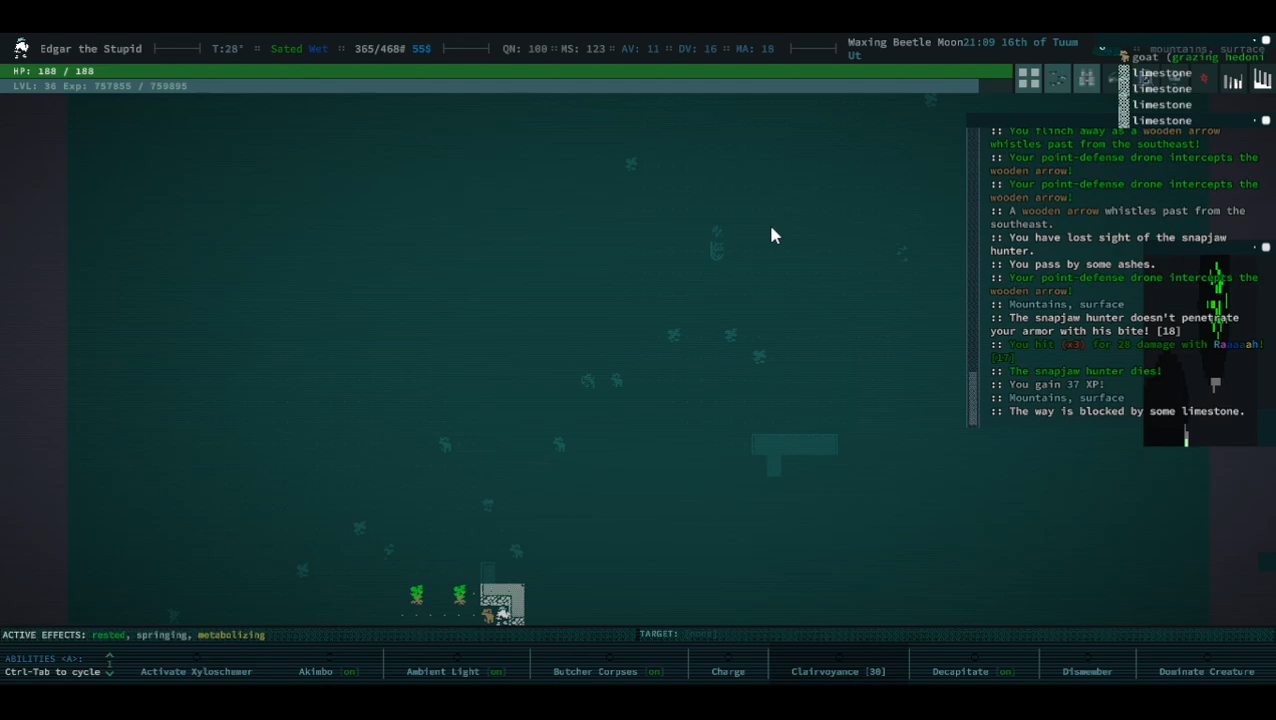 Edgar the Stupid T:28° :: Sated Wet :: 365/468# 55$ QN: 100 :: MS: 123 :: AV: 11 :: DV: 16 :: MA: 18 Waxing Beetle Moon 21:09 16th of Tuum Ut mountains, surface
HP: 188 / 188
LVL: 36 Exp: 757855 / 759895
goat (grazing hedoni
limestone
limestone
limestone
limestone
:: You flinch away as a wooden arrow
whistles past from the southeast!
:: Your point-defense drone intercepts the
wooden arrow!
:: Your point-defense drone intercepts the
wooden arrow!
:: A wooden arrow whistles past from the
southeast.
:: You have lost sight of the snapjaw
hunter.
:: You pass by some ashes.
:: Your point-defense drone intercepts the
wooden arrow!
:: Mountains, surface
:: The snapjaw hunter doesn't penetrate
your armor with his bite! [18]
:: You hit (x3) for 28 damage with Raaaaah!
[17]
:: The snapjaw hunter dies!
:: You gain 37 XP!
:: Mountains, surface
:: The way is blocked by some limestone.
ACTIVE EFFECTS: rested, springing, metabolizing
TARGET: [none]
ABILITIES <A>:
1
Ctrl-Tab to cycle
Activate Xyloschemer Akimbo [on] Ambient Light [on] Butcher Corpses [on] Charge Clairvoyance [30] Decapitate [on] Dismember Dominate Creature